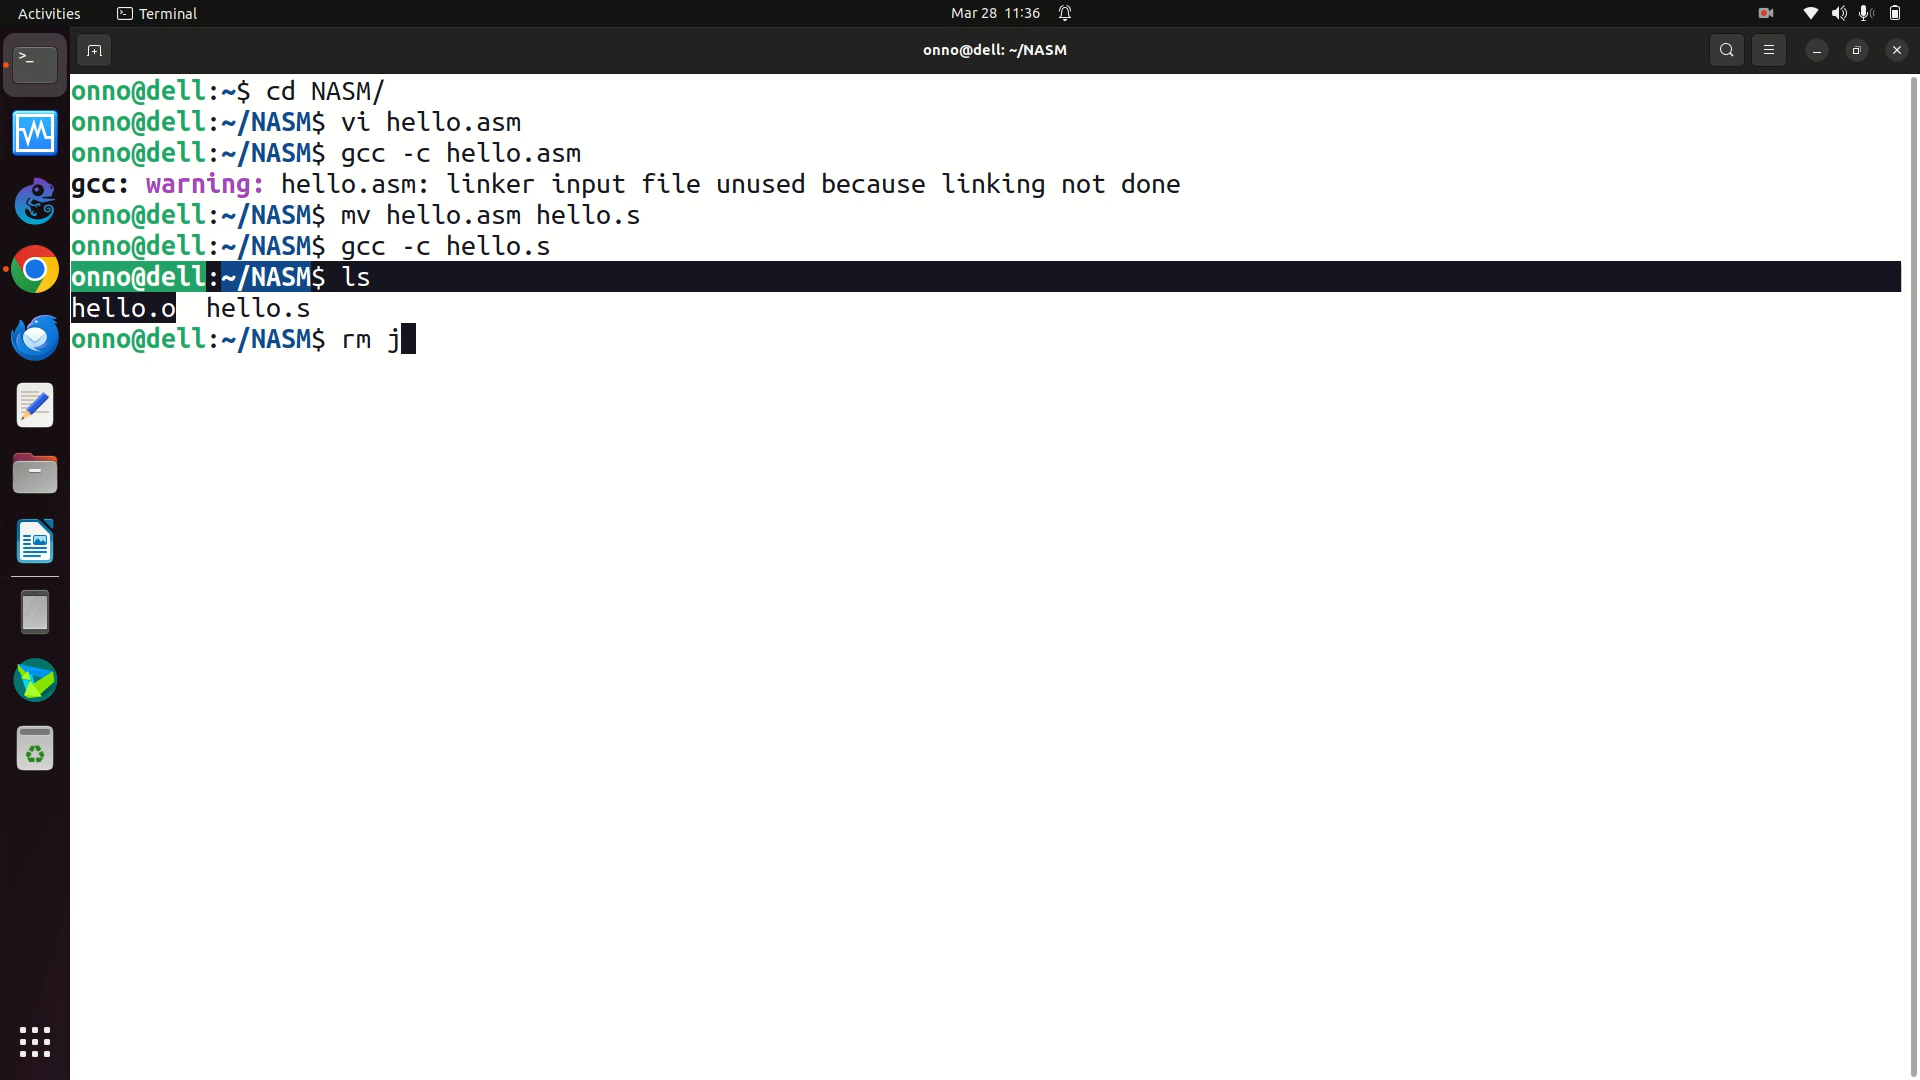 Activities Terminal Mar 28 11:36
onno@dell: ~/NASM
onno@dell:~$ cd NASM/
onno@dell:~/NASM$ vi hello.asm
onno@dell:~/NASM$ gcc -c hello.asm
gcc: warning: hello.asm: linker input file unused because linking not done
onno@dell:~/NASM$ mv hello.asm hello.s
onno@dell:~/NASM$ gcc -c hello.s
onno@dell:~/NASM$ ls
hello.o  hello.s
onno@dell:~/NASM$ rm j